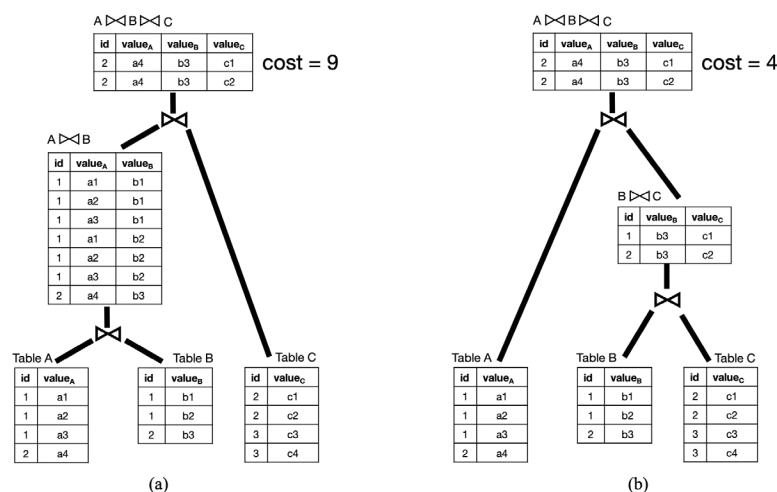 A ⋈ B ⋈ C
id value_A value_B value_C
2 a4 b3 c1
2 a4 b3 c2
cost = 9
A ⋈ B
id value_A value_B
1 a1 b1
1 a2 b1
1 a3 b1
1 a1 b2
1 a2 b2
1 a3 b2
2 a4 b3
Table A
id value_A
1 a1
1 a2
1 a3
2 a4
Table B
id value_B
1 b1
1 b2
2 b3
Table C
id value_C
2 c1
2 c2
3 c3
3 c4
(a)
A ⋈ B ⋈ C
id value_A value_B value_C
2 a4 b3 c1
2 a4 b3 c2
cost = 4
B ⋈ C
id value_B value_C
1 b3 c1
2 b3 c2
Table A
id value_A
1 a1
1 a2
1 a3
2 a4
Table B
id value_B
1 b1
1 b2
2 b3
Table C
id value_C
2 c1
2 c2
3 c3
3 c4
(b)